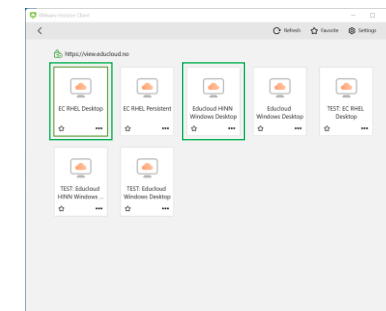 VMware Horizon Client
Refresh Favorite Settings
https://view.educloud.no
EC RHEL Desktop
EC RHEL Persistent
Educloud HINN
Windows Desktop
Educloud
Windows Desktop
TEST: EC RHEL
Desktop
TEST: Educloud
HINN Windows ...
TEST: Educloud
Windows Desktop